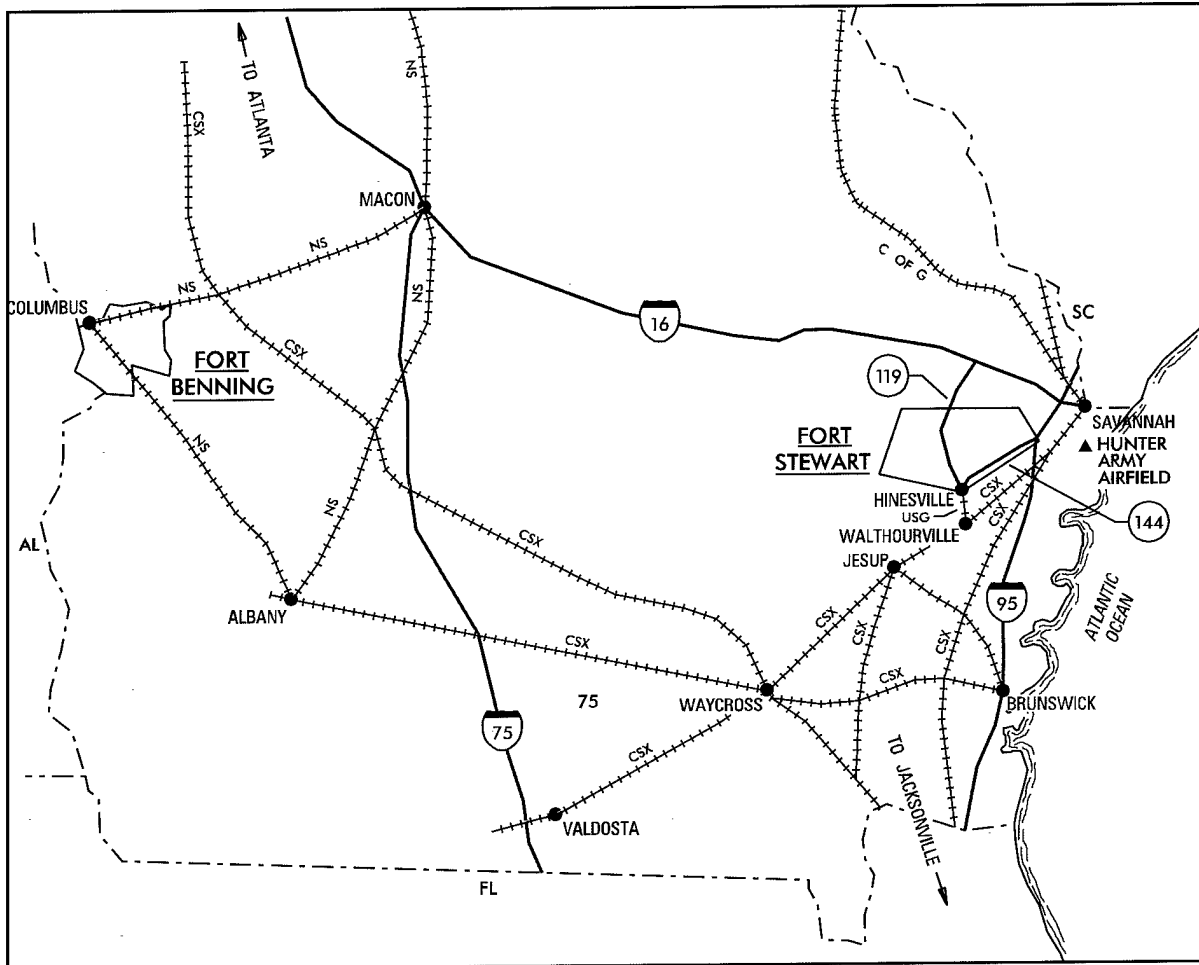 NS
TO ATLANTA
CSX
MACON
NS
NS
C OF G
NS
COLUMBUS
SC
16
FORT
BENNING
CSX
119
SAVANNAH
HUNTER
ARMY
AIRFIELD
FORT
STEWART
NS
CSX
HINESVILLE
USG
CSX
144
WALTHOURVILLE
NS
CSX
AL
JESUP
ALBANY
95
ATLANTIC
OCEAN
CSX
CSX
CSX
CSX
CSX
WAYCROSS
75
BRUNSWICK
75
CSX
TO JACKSONVILLE
VALDOSTA
FL